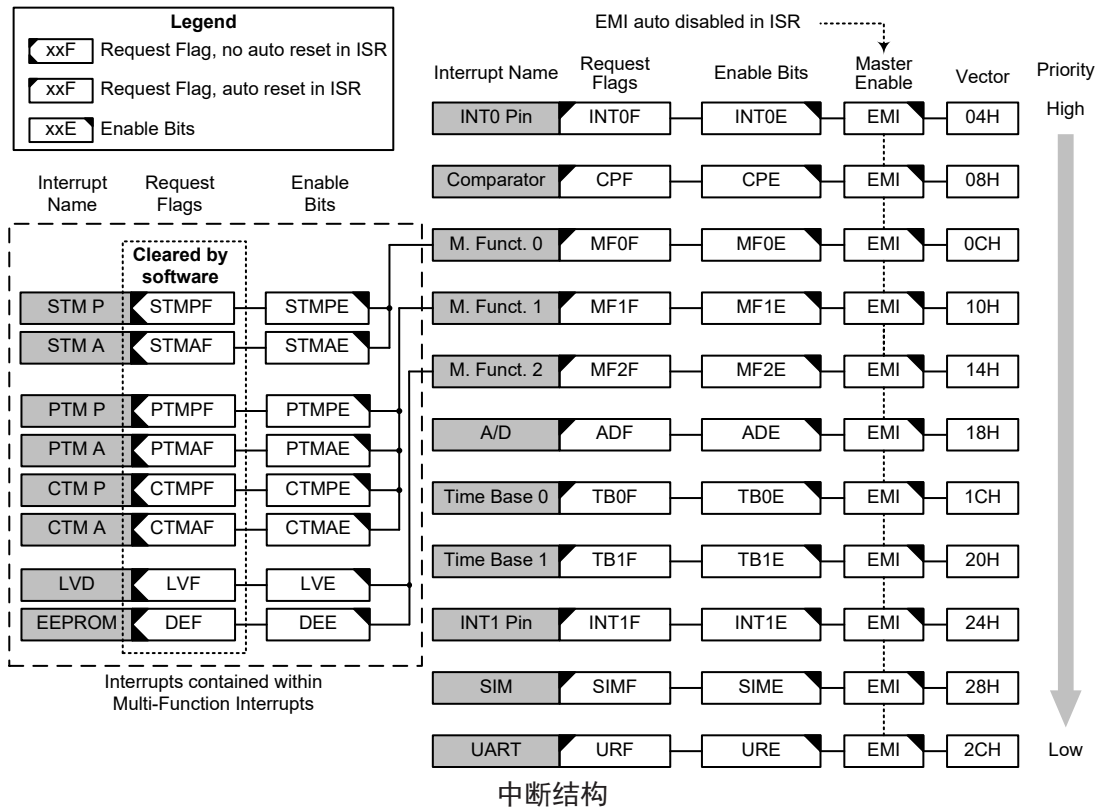 Legend
xxF Request Flag, no auto reset in ISR
xxF Request Flag, auto reset in ISR
xxE Enable Bits
EMI auto disabled in ISR
Interrupt Name Request Flags Enable Bits Master Enable Vector Priority
High
INT0 Pin INT0F INT0E EMI 04H
Comparator CPF CPE EMI 08H
M. Funct. 0 MF0F MF0E EMI 0CH
M. Funct. 1 MF1F MF1E EMI 10H
M. Funct. 2 MF2F MF2E EMI 14H
A/D ADF ADE EMI 18H
Time Base 0 TB0F TB0E EMI 1CH
Time Base 1 TB1F TB1E EMI 20H
INT1 Pin INT1F INT1E EMI 24H
SIM SIMF SIME EMI 28H
UART URF URE EMI 2CH
Low
Interrupt Name Request Flags Enable Bits
Cleared by
software
STM P STMPF STMPE
STM A STMAF STMAE
PTM P PTMPF PTMPE
PTM A PTMAF PTMAE
CTM P CTMPF CTMPE
CTM A CTMAF CTMAE
LVD LVF LVE
EEPROM DEF DEE
Interrupts contained within
Multi-Function Interrupts
中断结构